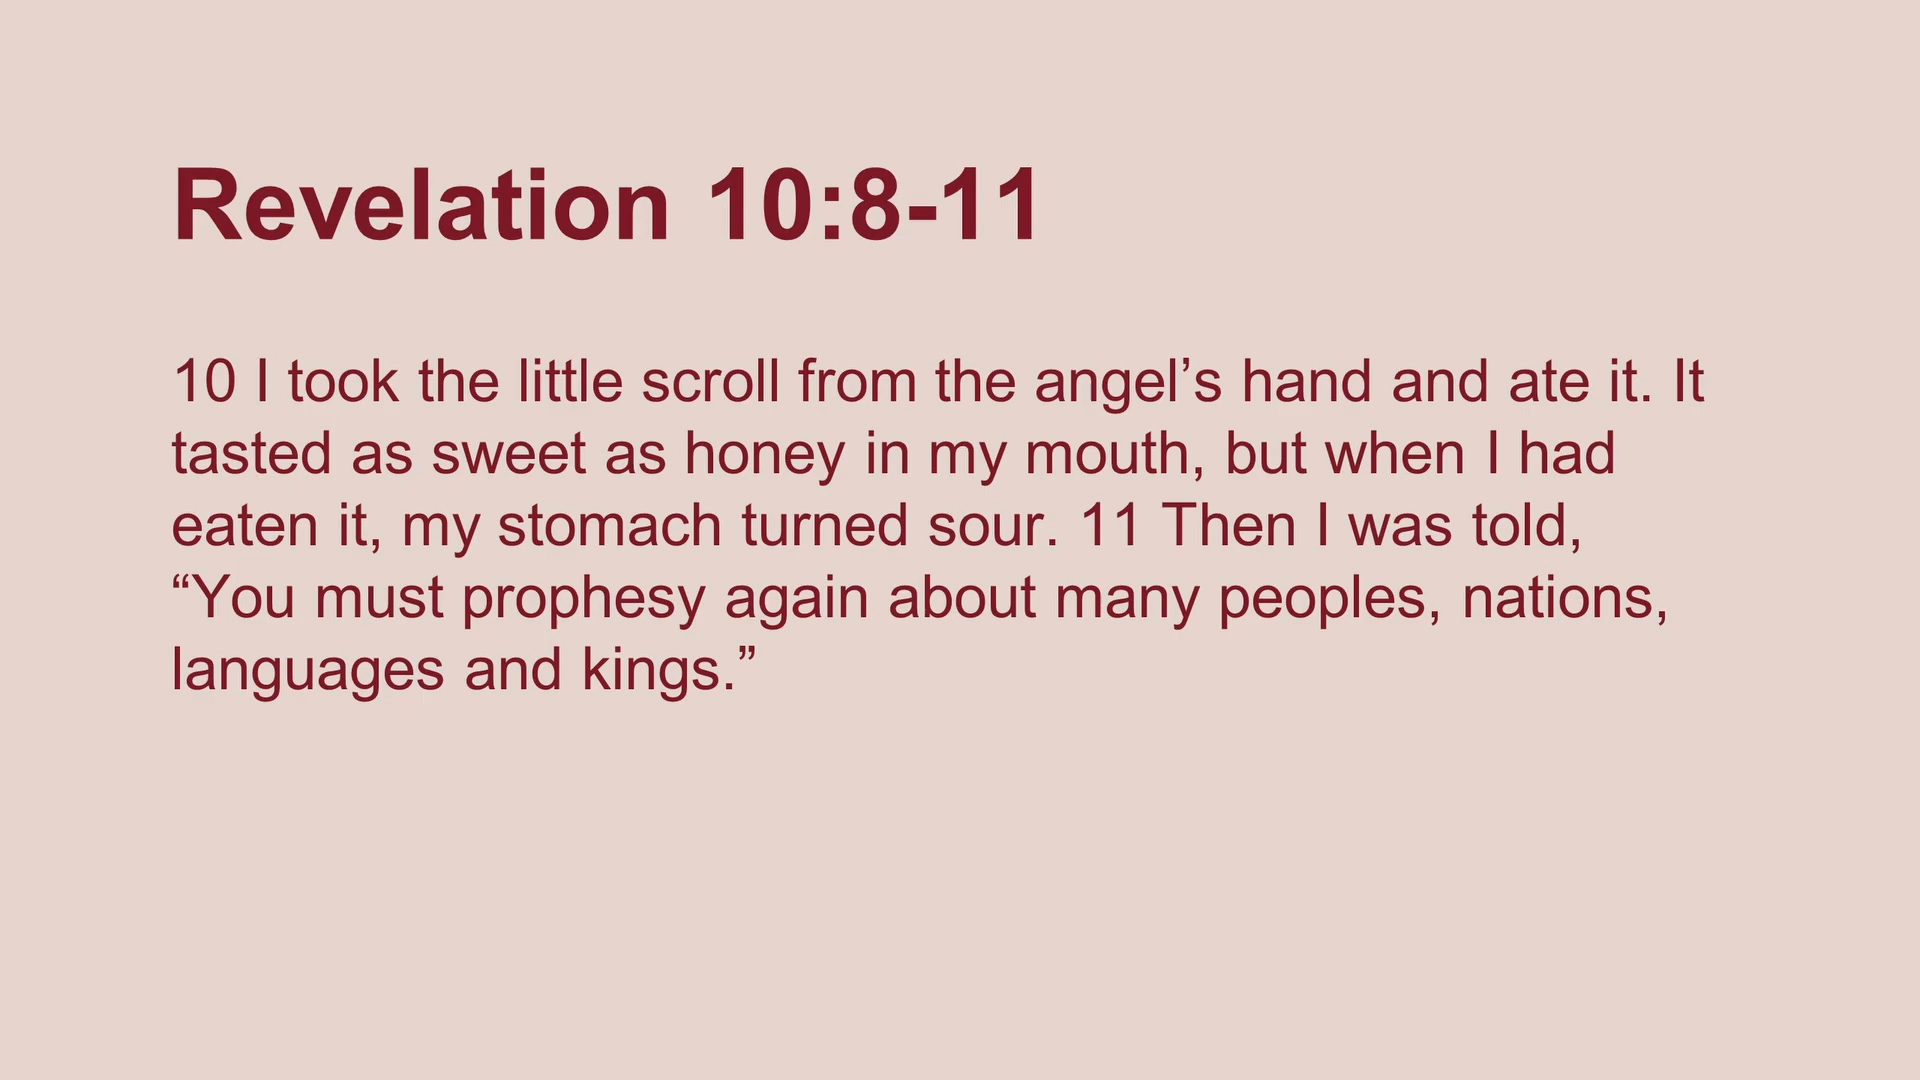 Revelation 10:8-11
10 I took the little scroll from the angel’s hand and ate it. It
tasted as sweet as honey in my mouth, but when I had
eaten it, my stomach turned sour. 11 Then I was told,
“You must prophesy again about many peoples, nations,
languages and kings.”